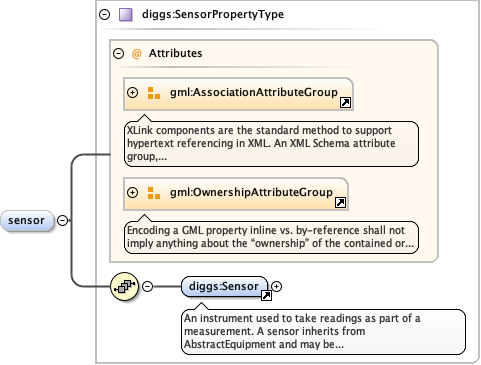 diggs:SensorPropertyType
@ Attributes
gml:AssociationAttributeGroup
XLink components are the standard method to support
hypertext referencing in XML. An XML Schema attribute
group,...
gml:OwnershipAttributeGroup
Encoding a GML property inline vs. by-reference shall not
imply anything about the “ownership” of the contained or...
sensor
diggs:Sensor
An instrument used to take readings as part of a
measurement. A sensor inherits from
AbstractEquipment and may be...